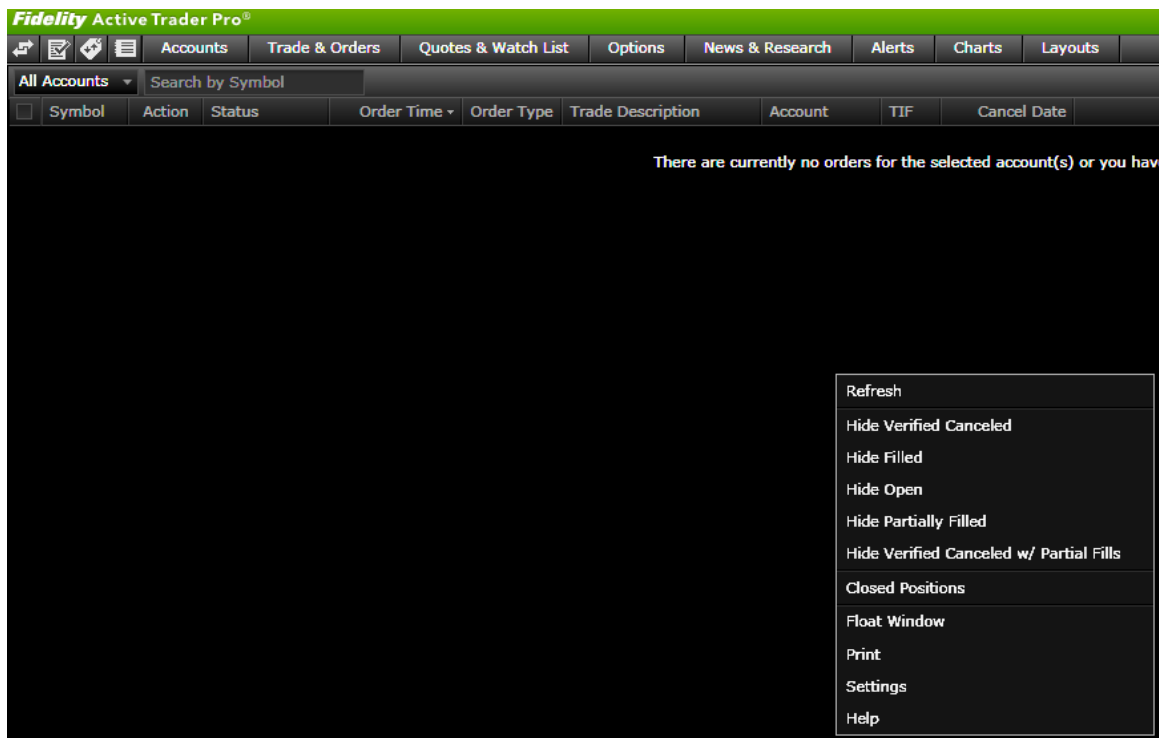 Fidelity Active Trader Pro®
Accounts Trade & Orders Quotes & Watch List Options News & Research Alerts Charts Layouts
All Accounts Search by Symbol
Symbol Action Status Order Time Order Type Trade Description Account TIF Cancel Date
There are currently no orders for the selected account(s) or you hav
Refresh
Hide Verified Canceled
Hide Filled
Hide Open
Hide Partially Filled
Hide Verified Canceled w/ Partial Fills
Closed Positions
Float Window
Print
Settings
Help